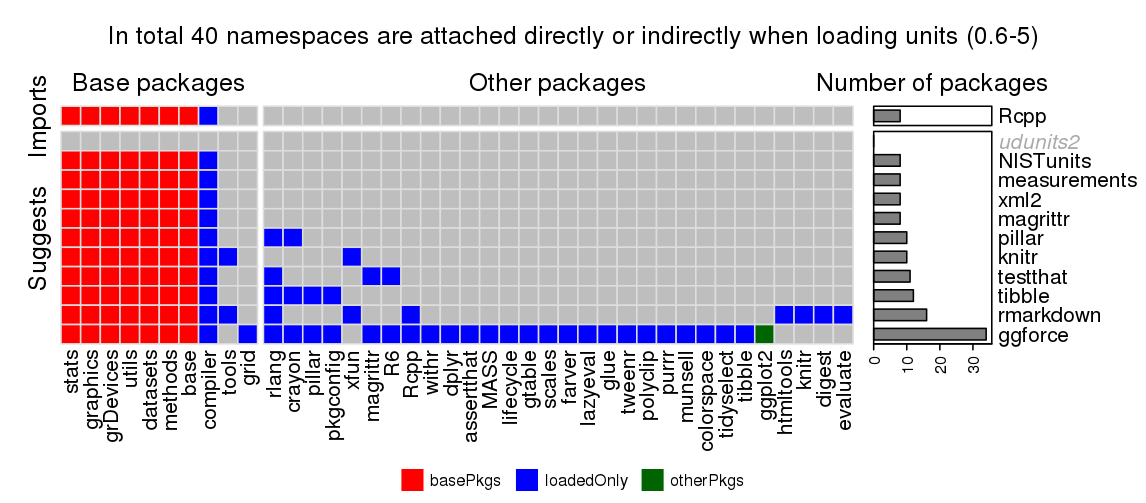 In total 40 namespaces are attached directly or indirectly when loading units (0.6-5)
Base packages
Other packages
Number of packages
Imports
Suggests
Rcpp
udunits2
NISTunits
measurements
xml2
magrittr
pillar
knitr
testthat
tibble
rmarkdown
ggforce
0 10 20 30
stats
graphics
grDevices
utils
datasets
methods
base
compiler
tools
grid
rlang
crayon
pillar
pkgconfig
xfun
magrittr
R6
Rcpp
withr
dplyr
assertthat
MASS
lifecycle
gtable
scales
farver
lazyeval
glue
tweenr
polyclip
purrr
munsell
colorspace
tidyselect
tibble
ggplot2
htmltools
knitr
digest
evaluate
basePkgs
loadedOnly
otherPkgs